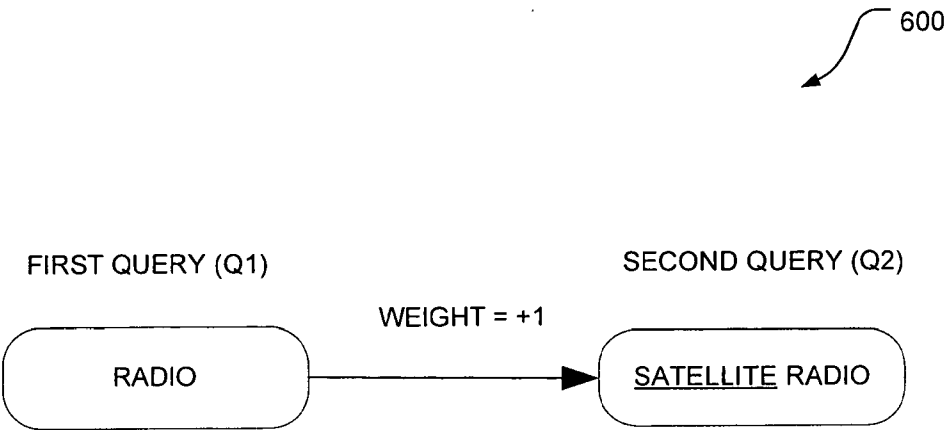 600
FIRST QUERY (Q1)
SECOND QUERY (Q2)
WEIGHT = +1
RADIO
SATELLITE RADIO